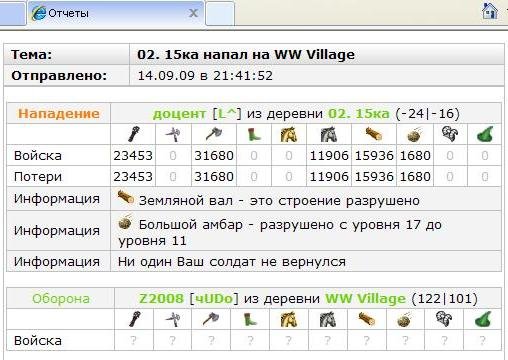 Отчеты
Тема: 02. 15ка напал на WW Village
Отправлено: 14.09.09 в 21:41:52
Нападение доцент [L^] из деревни 02. 15ка (-24|-16)
Войска 23453 0 31680 0 0 11906 15936 1680 0 0
Потери 23453 0 31680 0 0 11906 15936 1680 0 0
Информация Земляной вал - это строение разрушено
Информация Большой амбар - разрушено с уровня 17 до
уровня 11
Информация Ни один Ваш солдат не вернулся
Оборона Z2008 [чUDo] из деревни WW Village (122|101)
Войска ? ? ? ? ? ? ? ? ? ?